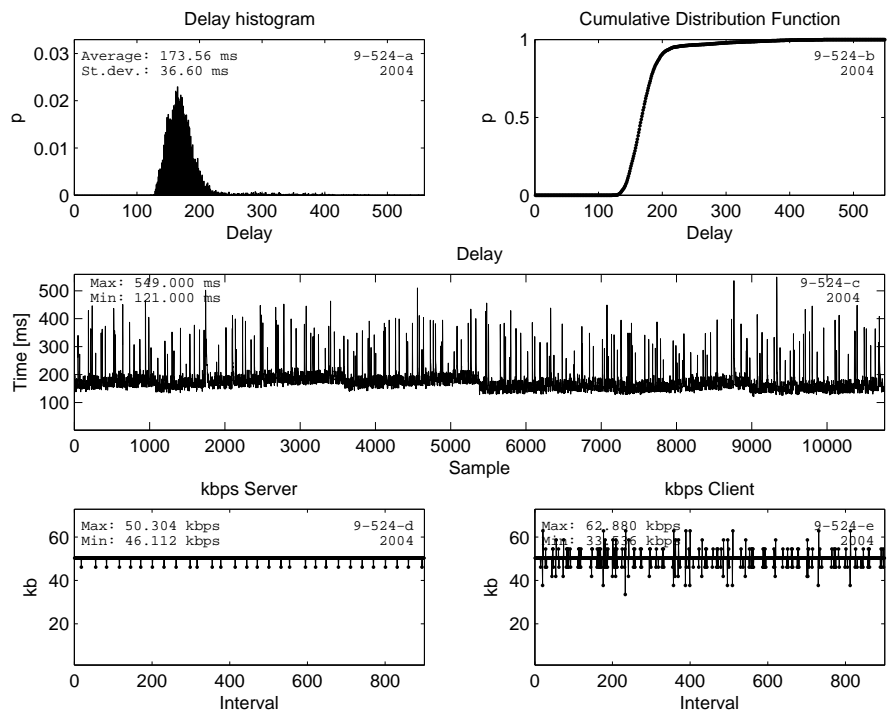 Delay histogram
Average: 173.56 ms
9-524-a
St.dev.: 36.60 ms
2004
p
0.03
0.02
0.01
0
0 100 200 300 400 500
Delay
Cumulative Distribution Function
9-524-b
2004
p
1
0.5
0
0 100 200 300 400 500
Delay
Delay
Max: 549.000 ms
9-524-c
Min: 121.000 ms
2004
Time [ms]
500
400
300
200
100
0 1000 2000 3000 4000 5000 6000 7000 8000 9000 10000
Sample
kbps Server
Max: 50.304 kbps
9-524-d
Min: 46.112 kbps
2004
kb
60
40
20
0 200 400 600 800
Interval
kbps Client
Max: 62.880 kbps
9-524-e
Min: 33.536 kbps
2004
kb
60
40
20
0 200 400 600 800
Interval